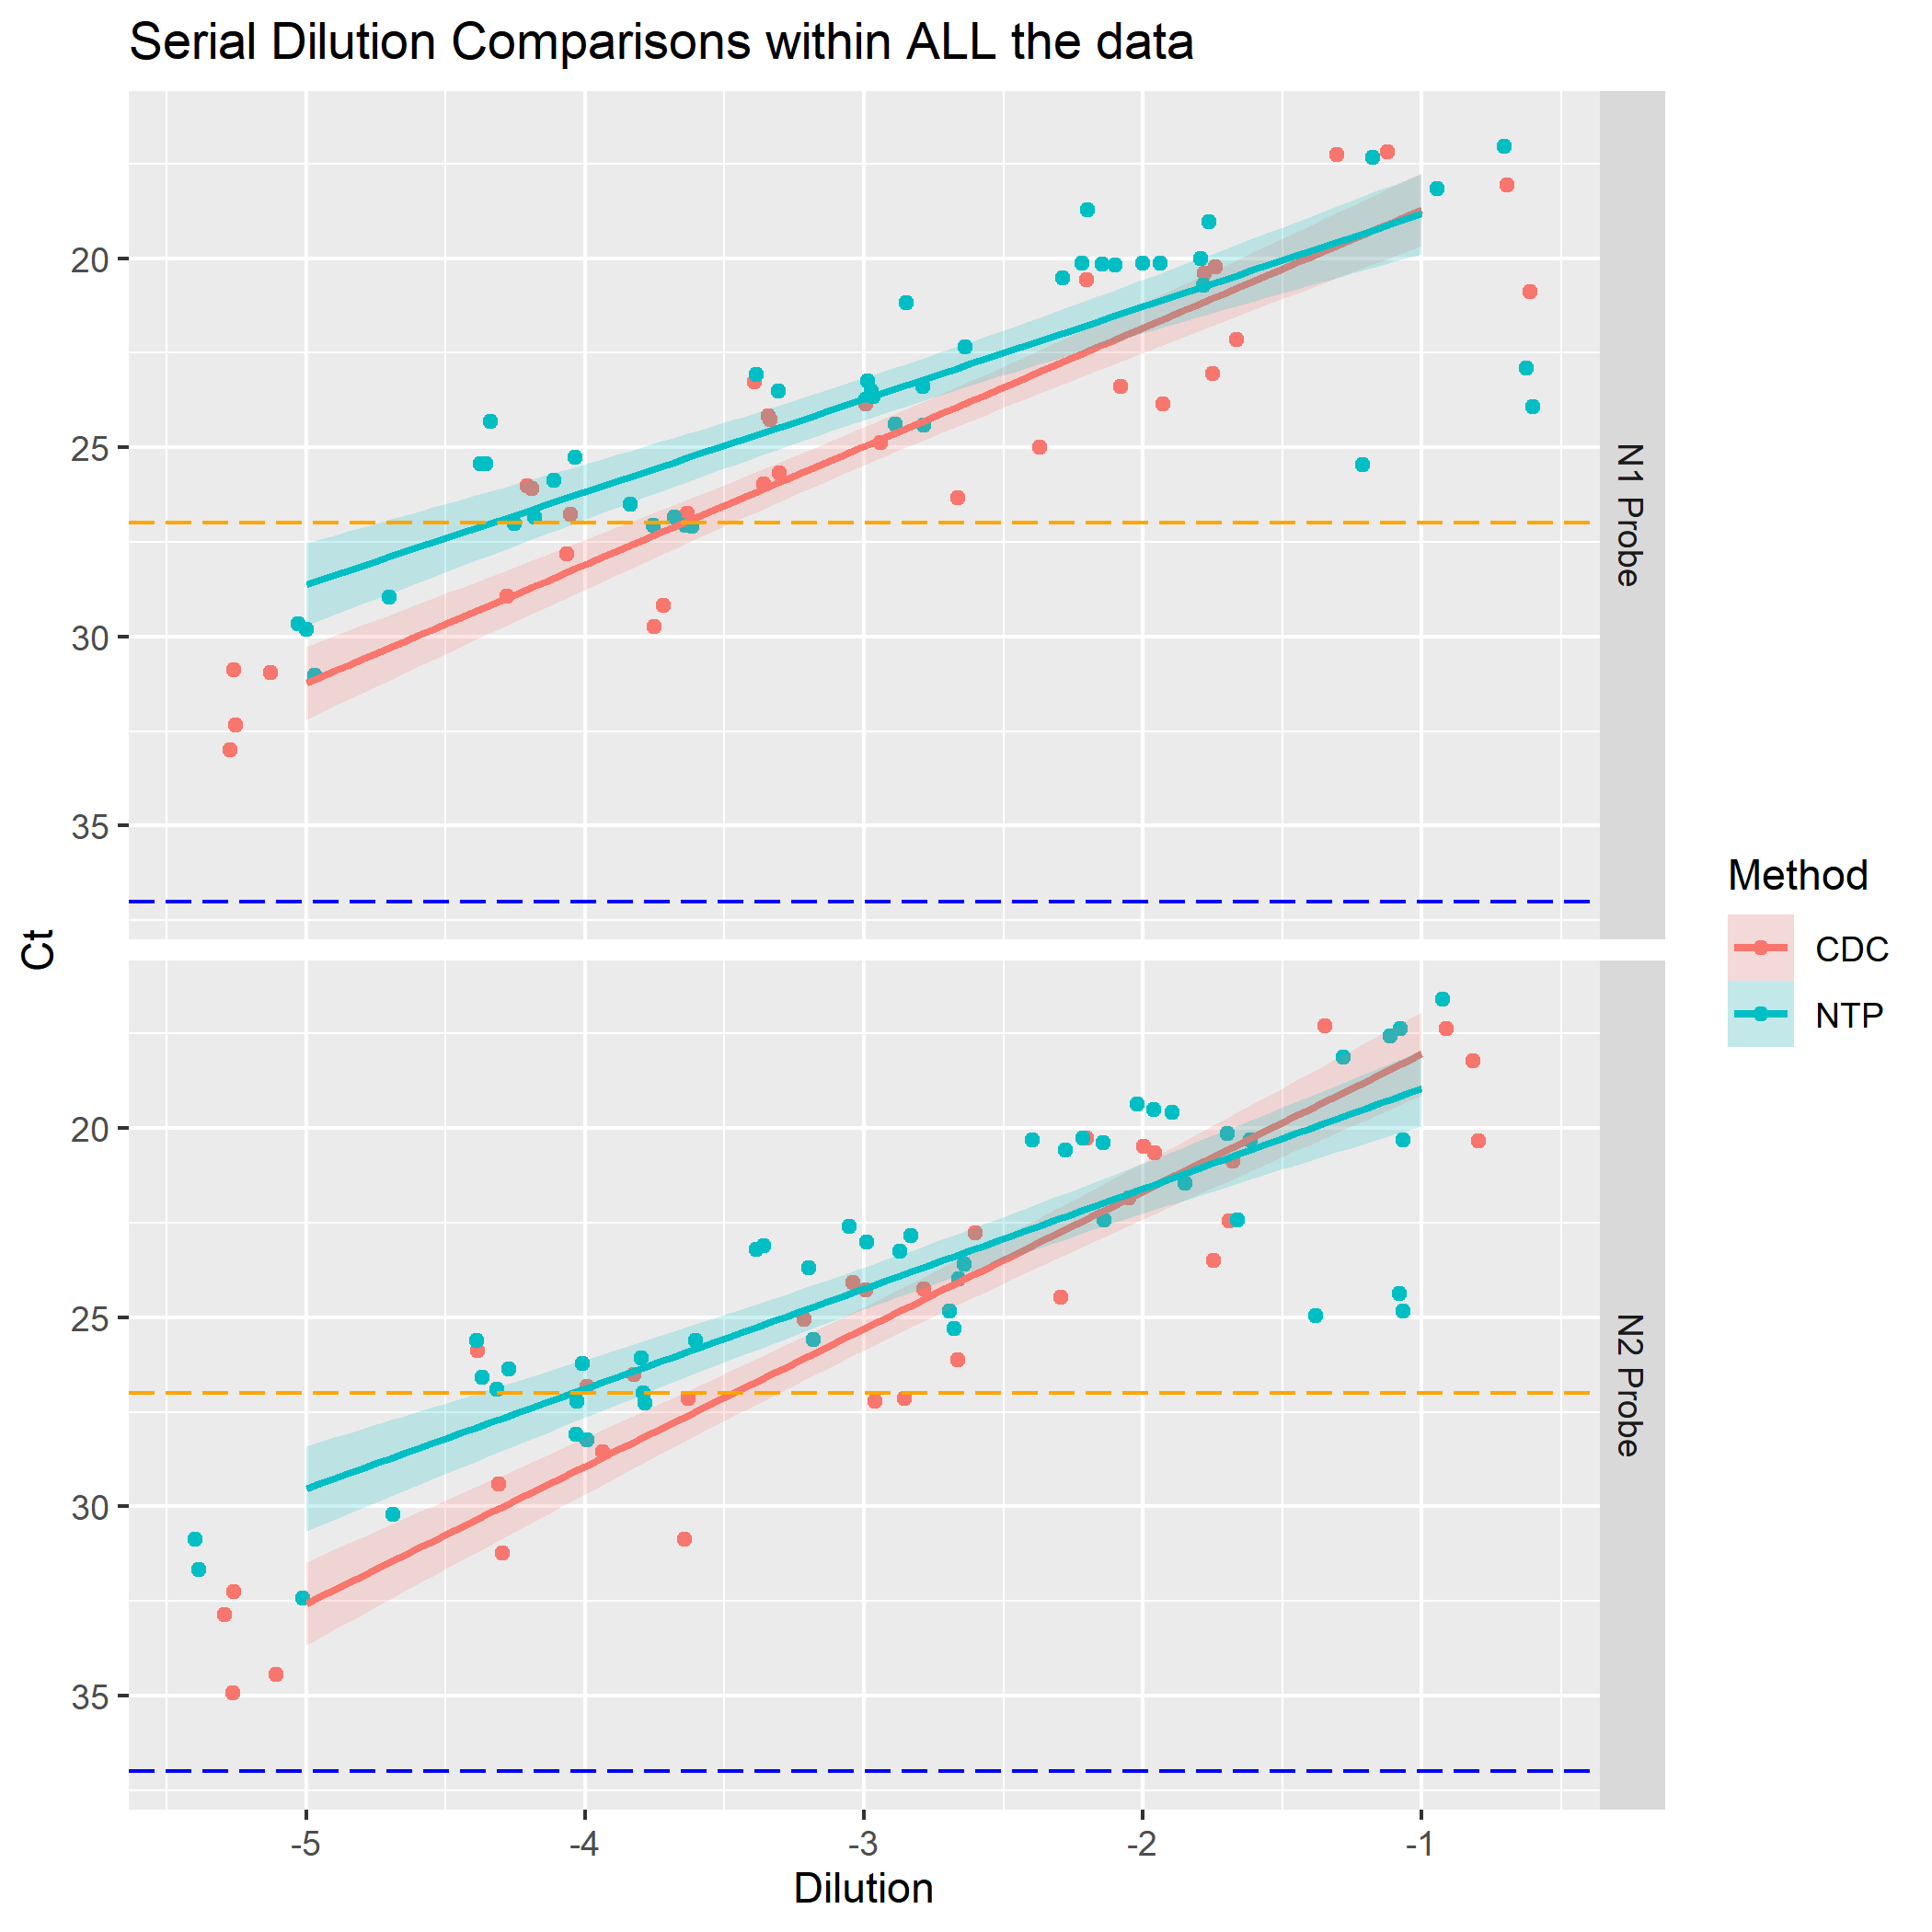 Serial Dilution Comparisons within ALL the data
20
25
30
35
N1 Probe
Ct
20
25
30
35
N2 Probe
-5
-4
-3
-2
-1
Dilution
Method
CDC
NTP